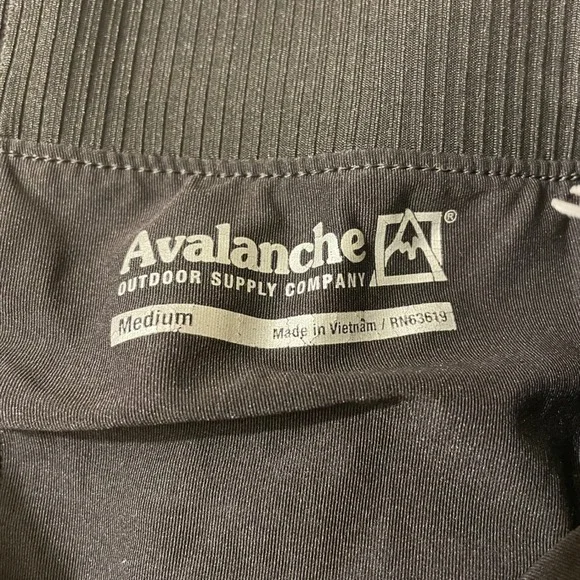 Avalanche®
OUTDOOR SUPPLY COMPANY
Medium Made in Vietnam / RN63619